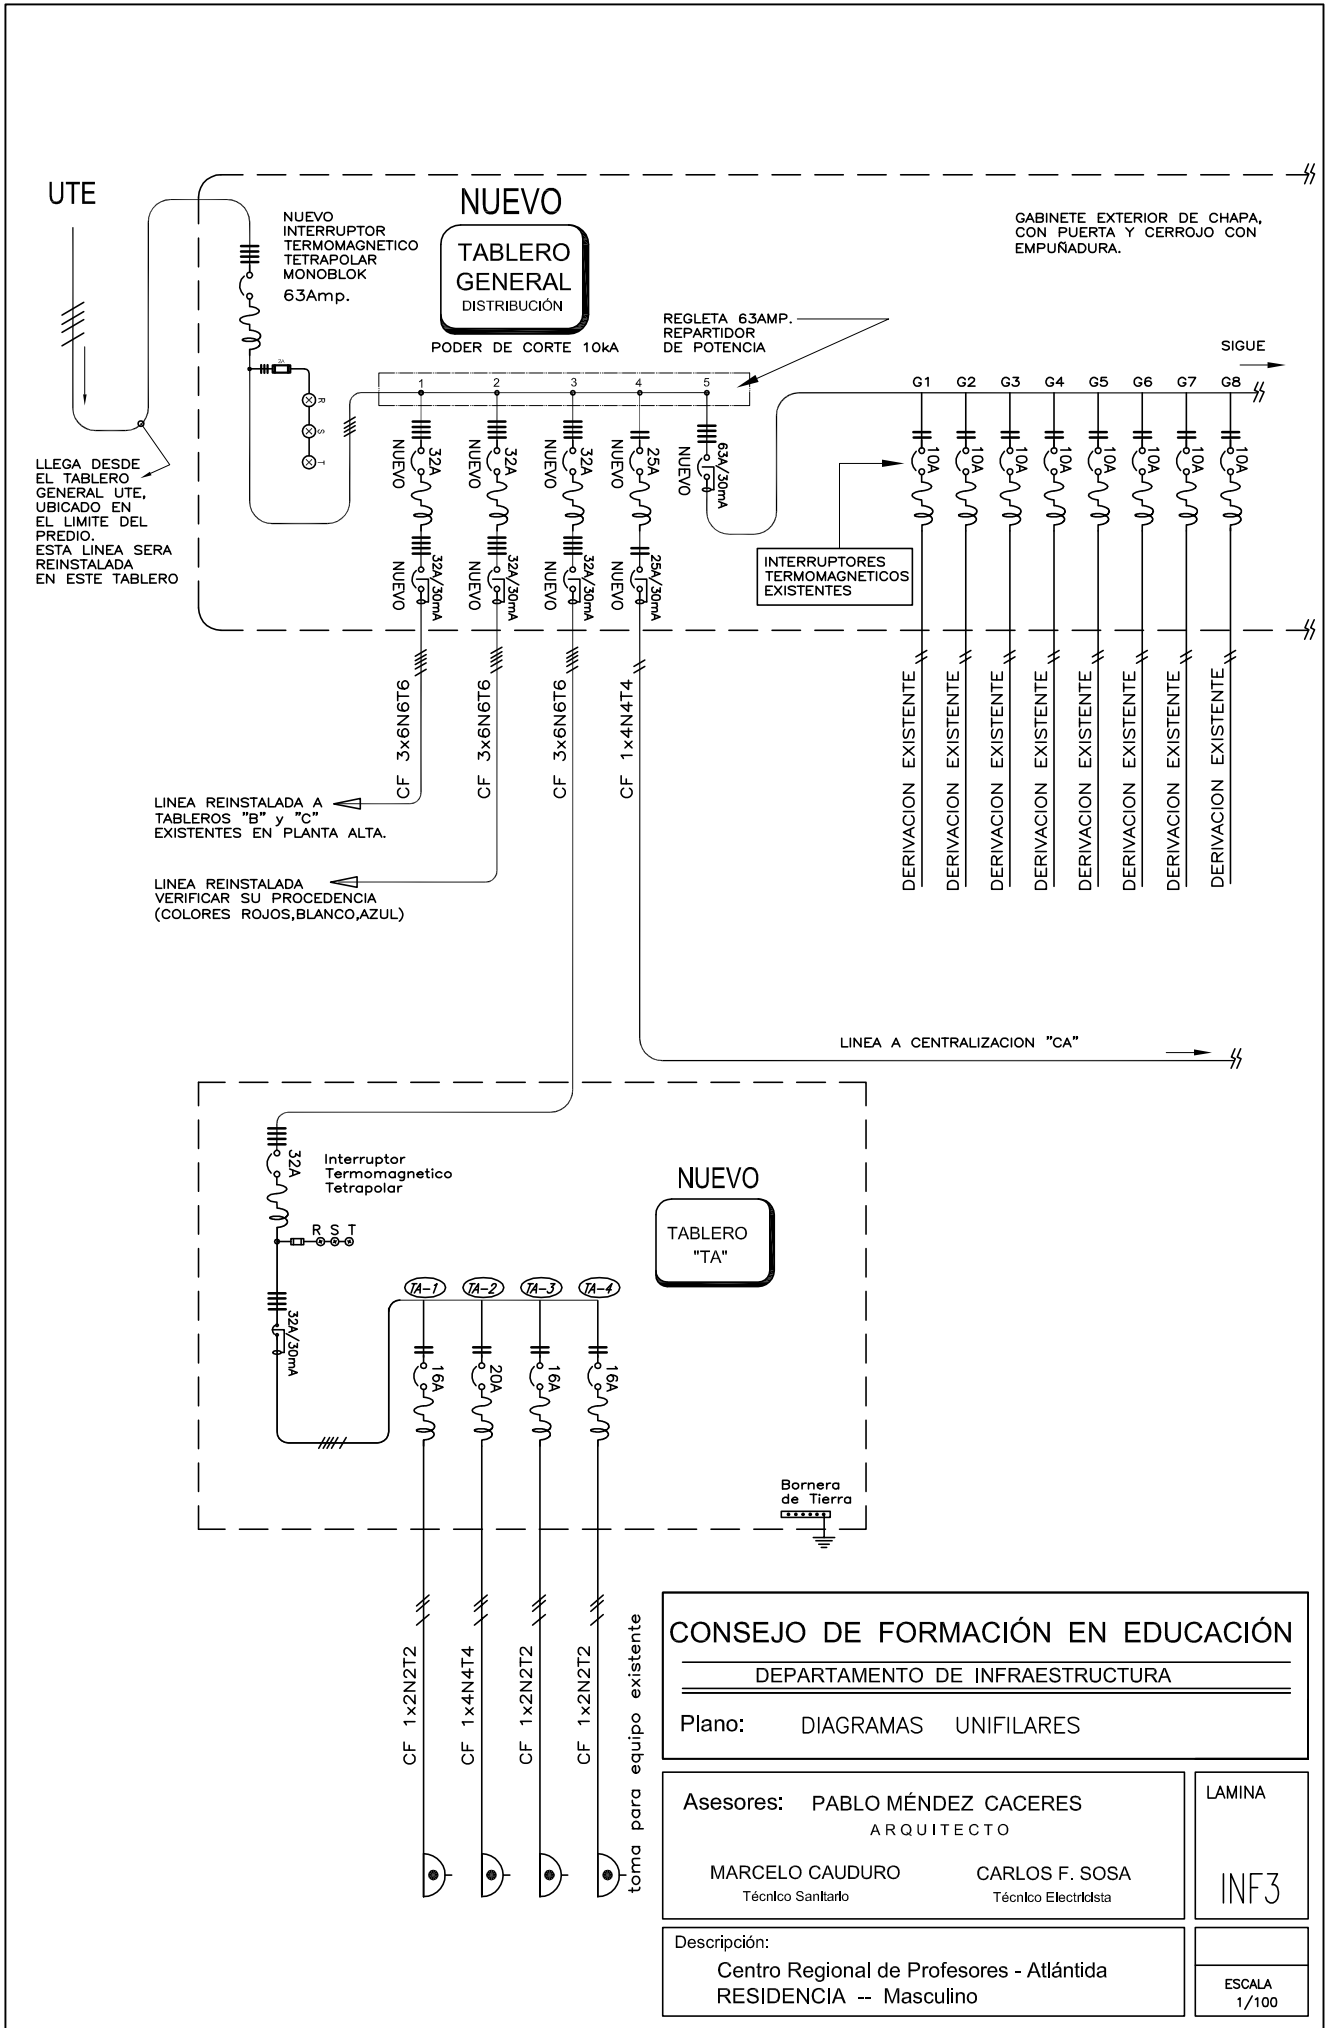 UTE
NUEVO
INTERRUPTOR
TERMOMAGNETICO
TETRAPOLAR
MONOBLOK
63Amp.
NUEVO
TABLERO
GENERAL
DISTRIBUCIÓN
PODER DE CORTE 10kA
GABINETE EXTERIOR DE CHAPA,
CON PUERTA Y CERROJO CON
EMPUÑADURA.
REGLETA 63AMP.
REPARTIDOR
DE POTENCIA
SIGUE
2A
R
S
T
1 2 3 4 5
G1 G2 G3 G4 G5 G6 G7 G8
LLEGA DESDE
EL TABLERO
GENERAL UTE,
UBICADO EN
EL LIMITE DEL
PREDIO.
ESTA LINEA SERA
REINSTALADA
EN ESTE TABLERO
NUEVO
32A
NUEVO
32A
NUEVO
32A
NUEVO
25A
NUEVO
63A/30mA
10A
10A
10A
10A
10A
10A
10A
10A
NUEVO
32A/30mA
NUEVO
32A/30mA
NUEVO
32A/30mA
NUEVO
25A/30mA
INTERRUPTORES
TERMOMAGNETICOS
EXISTENTES
CF 3x6N6T6
CF 3x6N6T6
CF 3x6N6T6
CF 1x4N4T4
DERIVACION EXISTENTE
DERIVACION EXISTENTE
DERIVACION EXISTENTE
DERIVACION EXISTENTE
DERIVACION EXISTENTE
DERIVACION EXISTENTE
DERIVACION EXISTENTE
DERIVACION EXISTENTE
LINEA REINSTALADA A
TABLEROS "B" y "C"
EXISTENTES EN PLANTA ALTA.
LINEA REINSTALADA
VERIFICAR SU PROCEDENCIA
(COLORES ROJOS,BLANCO,AZUL)
LINEA A CENTRALIZACION "CA"
32A
Interruptor
Termomagnetico
Tetrapolar
R S T
NUEVO
TABLERO
"TA"
32A/30mA
TA-1 TA-2 TA-3 TA-4
16A
20A
16A
16A
Bornera
de Tierra
CF 1x2N2T2
CF 1x4N4T4
CF 1x2N2T2
CF 1x2N2T2
toma para equipo existente
CONSEJO DE FORMACIÓN EN EDUCACIÓN
DEPARTAMENTO DE INFRAESTRUCTURA
Plano: DIAGRAMAS UNIFILARES
Asesores: PABLO MÉNDEZ CACERES
ARQUITECTO
MARCELO CAUDURO
Técnico Sanitario
CARLOS F. SOSA
Técnico Electricista
LAMINA
INF3
Descripción:
Centro Regional de Profesores - Atlántida
RESIDENCIA -- Masculino
ESCALA
1/100